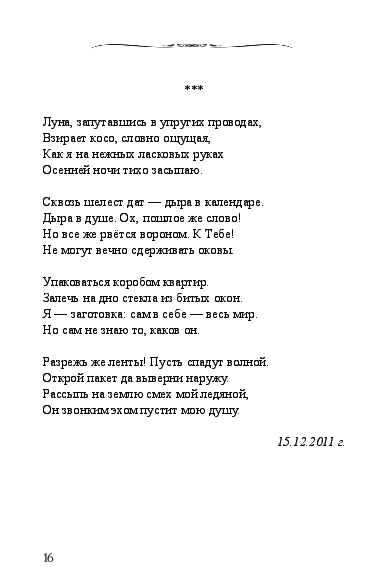 ***
Луна, запутавшись в упругих проводах,
Взирает косо, словно ощущая,
Как я на нежных ласковых руках
Осенней ночи тихо засыпаю.
Сквозь шелест дат — дыра в календаре.
Дыра в душе. Ох, пошлое же слово!
Но все же рвётся вороном. К Тебе!
Не могут вечно сдерживать оковы.
Упаковаться коробом квартир.
Залечь на дно стекла из битых окон.
Я — заготовка: сам в себе — весь мир.
Но сам не знаю то, каков он.
Разрежь же ленты! Пусть спадут волной.
Открой пакет да выверни наружу.
Рассыпь на землю смех мой ледяной,
Он звонким эхом пустит мою душу.
15.12.2011 г.
16